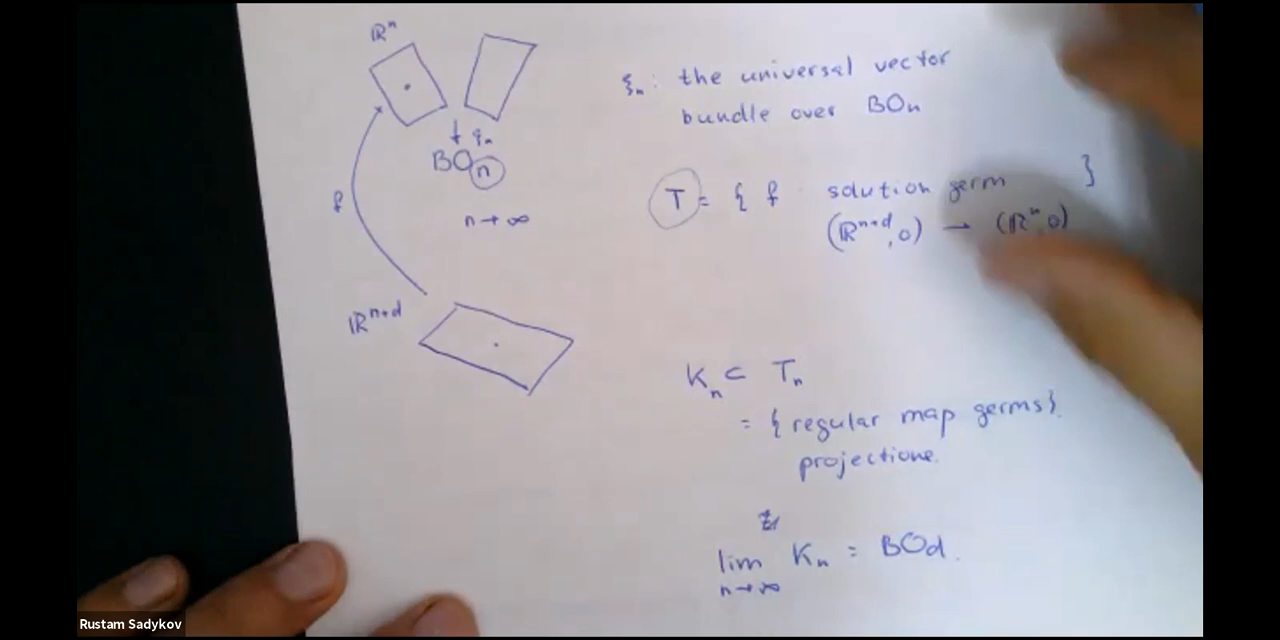 ℝⁿ
ξₙ : the universal vector
bundle over BOₙ
↓ ξₙ
BOₙ
n → ∞
f
ℝⁿ⁺ᵈ
T = { f solution germ }
(ℝⁿ⁺ᵈ, 0) → (ℝⁿ, 0)
Kₙ ⊂ Tₙ
= { regular map germs}.
projections.
lim Kₙ = BOd.
n → ∞
Rustam Sadykov